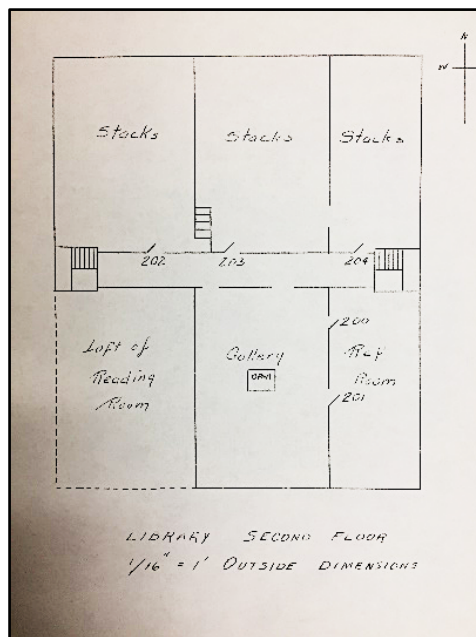 N
W
Stacks
Stacks
Stacks
202
203
204
200
Loft of
Reading
Room
Gallery
OPEN
Ref
Room
201
LIBRARY SECOND FLOOR
1/16" = 1' OUTSIDE DIMENSIONS